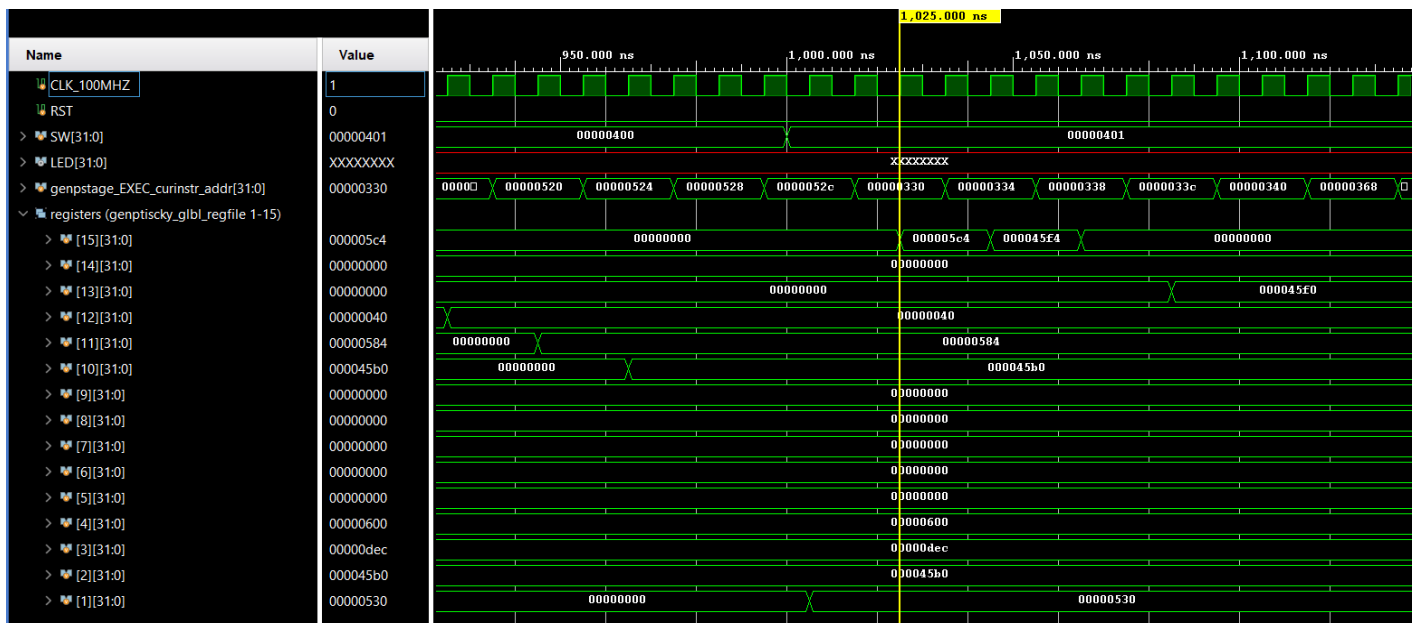 1,025.000 ns
Name Value
950.000 ns 1,000.000 ns 1,050.000 ns 1,100.000 ns
CLK_100MHZ 1
RST 0
SW[31:0] 00000401 00000400 00000401
LED[31:0] XXXXXXXX XXXXXXXX
genpstage_EXEC_curinstr_addr[31:0] 00000330 0000 00000520 00000524 00000528 0000052c 00000330 00000334 00000338 0000033c 00000340 00000368
registers (genptiscky_glbl_regfile 1-15)
[15][31:0] 000005c4 00000000 000005c4 000045f4 00000000
[14][31:0] 00000000 00000000
[13][31:0] 00000000 00000000 000045f0
[12][31:0] 00000040 00000040
[11][31:0] 00000584 00000000 00000584
[10][31:0] 000045b0 00000000 000045b0
[9][31:0] 00000000 00000000
[8][31:0] 00000000 00000000
[7][31:0] 00000000 00000000
[6][31:0] 00000000 00000000
[5][31:0] 00000000 00000000
[4][31:0] 00000600 00000600
[3][31:0] 00000dec 00000dec
[2][31:0] 000045b0 000045b0
[1][31:0] 00000530 00000000 00000530